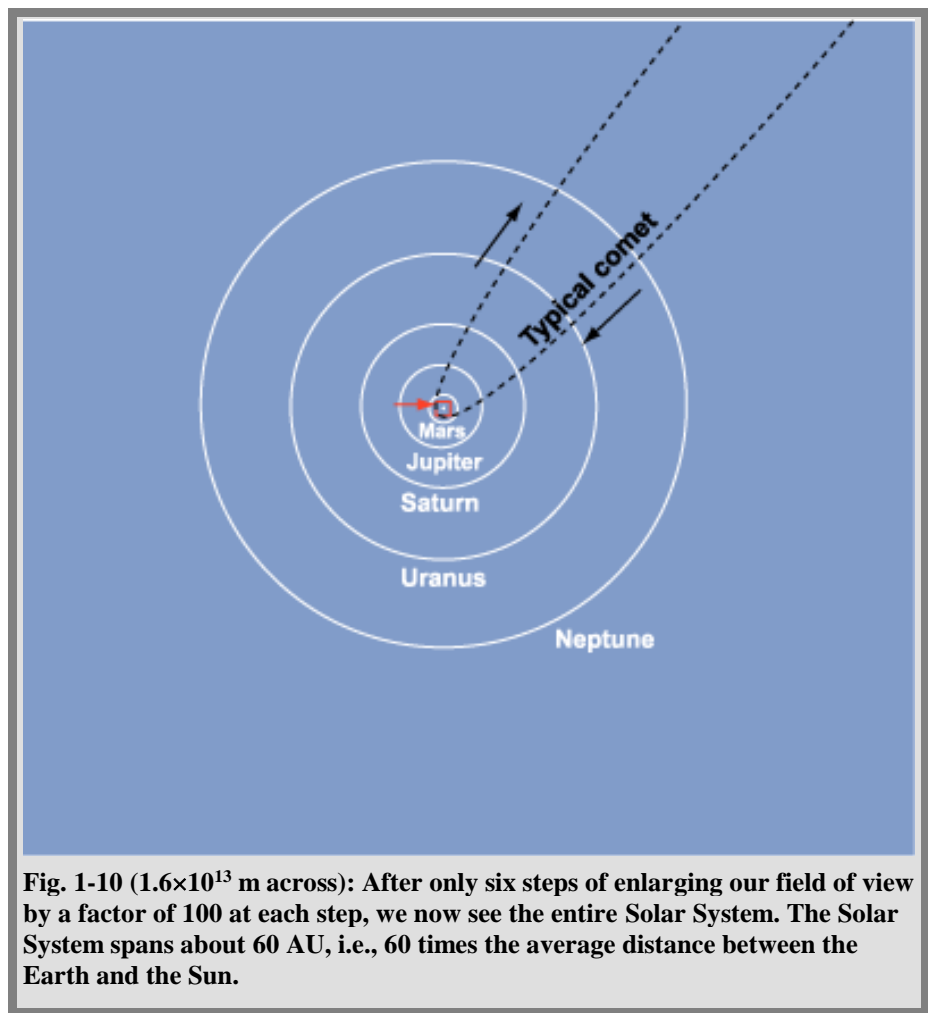 Typical comet
Mars
Jupiter
Saturn
Uranus
Neptune
Fig. 1-10 (1.6×10¹³ m across): After only six steps of enlarging our field of view
by a factor of 100 at each step, we now see the entire Solar System. The Solar
System spans about 60 AU, i.e., 60 times the average distance between the
Earth and the Sun.